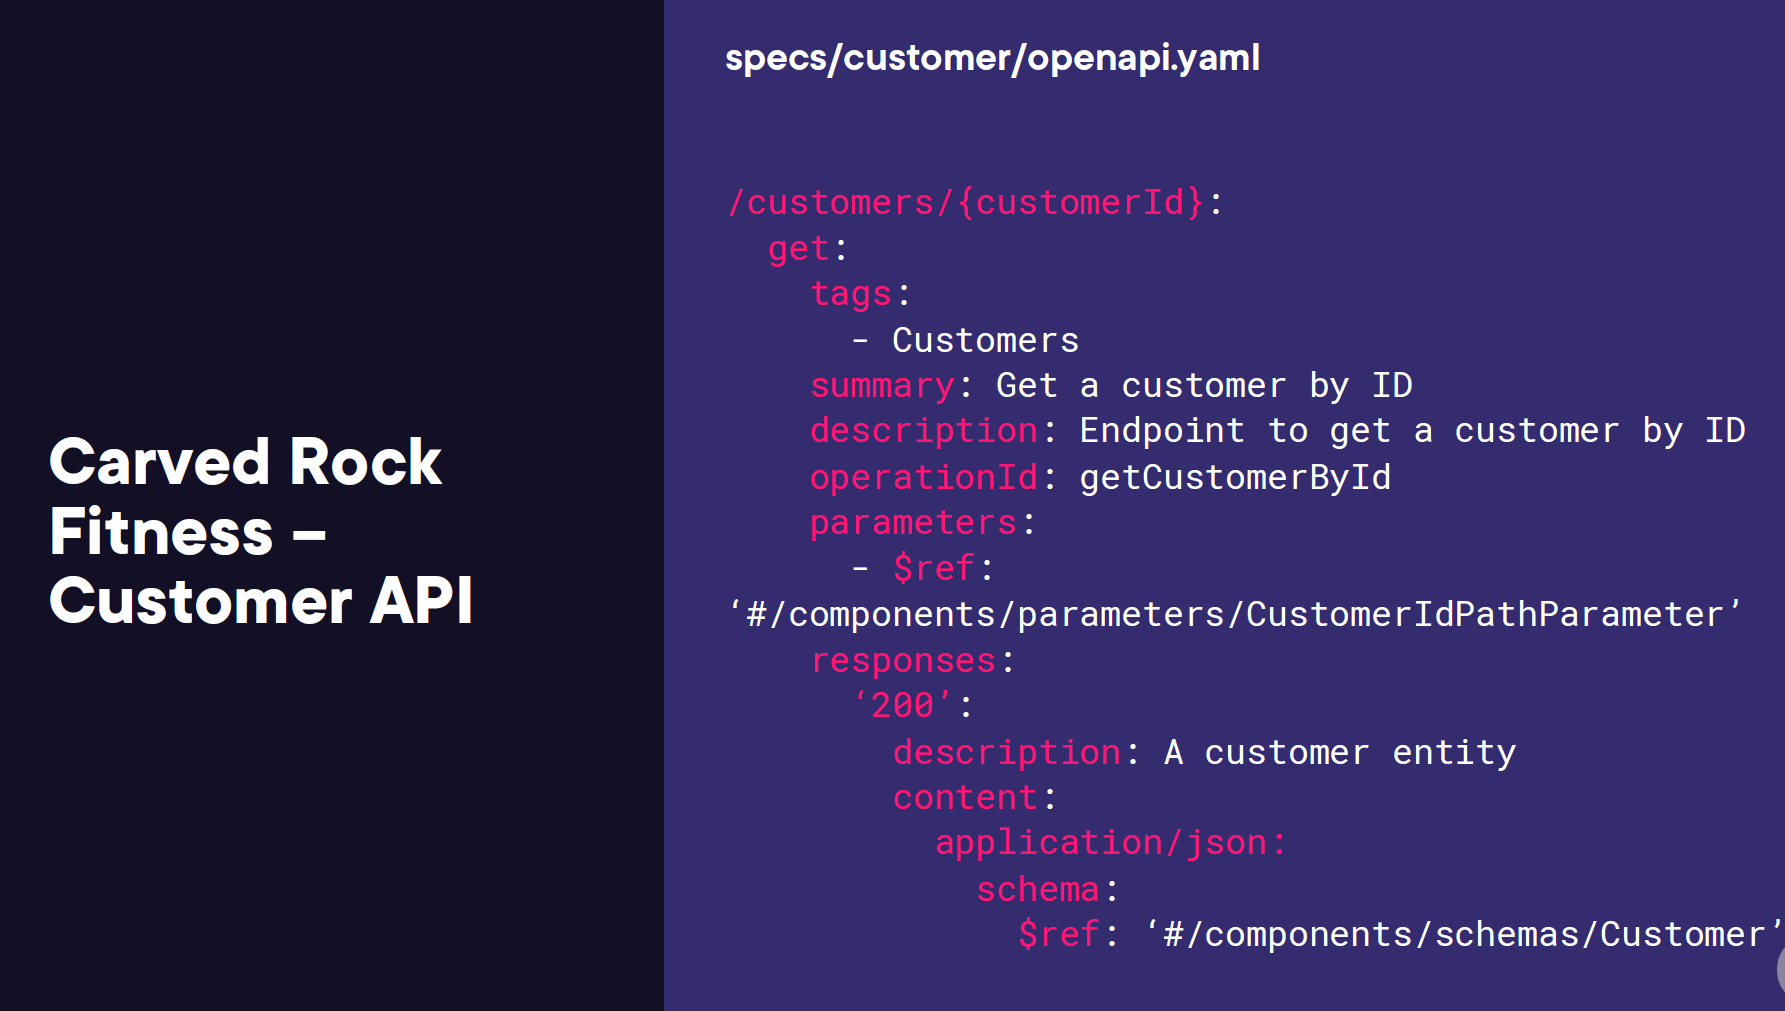 Carved Rock
Fitness –
Customer API
specs/customer/openapi.yaml
/customers/{customerId}:
  get:
    tags:
      - Customers
    summary: Get a customer by ID
    description: Endpoint to get a customer by ID
    operationId: getCustomerById
    parameters:
      - $ref:
‘#/components/parameters/CustomerIdPathParameter’
    responses:
      ‘200’:
        description: A customer entity
        content:
          application/json:
            schema:
              $ref: ‘#/components/schemas/Customer’